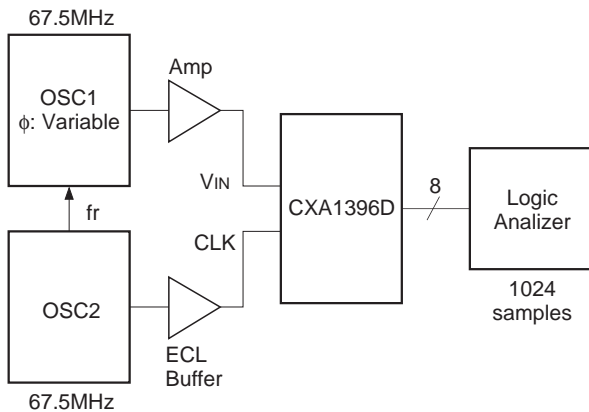 67.5MHz
OSC1
ϕ: Variable
Amp
fr
OSC2
67.5MHz
ECL
Buffer
VIN
CLK
CXA1396D
8
Logic
Analizer
1024
samples